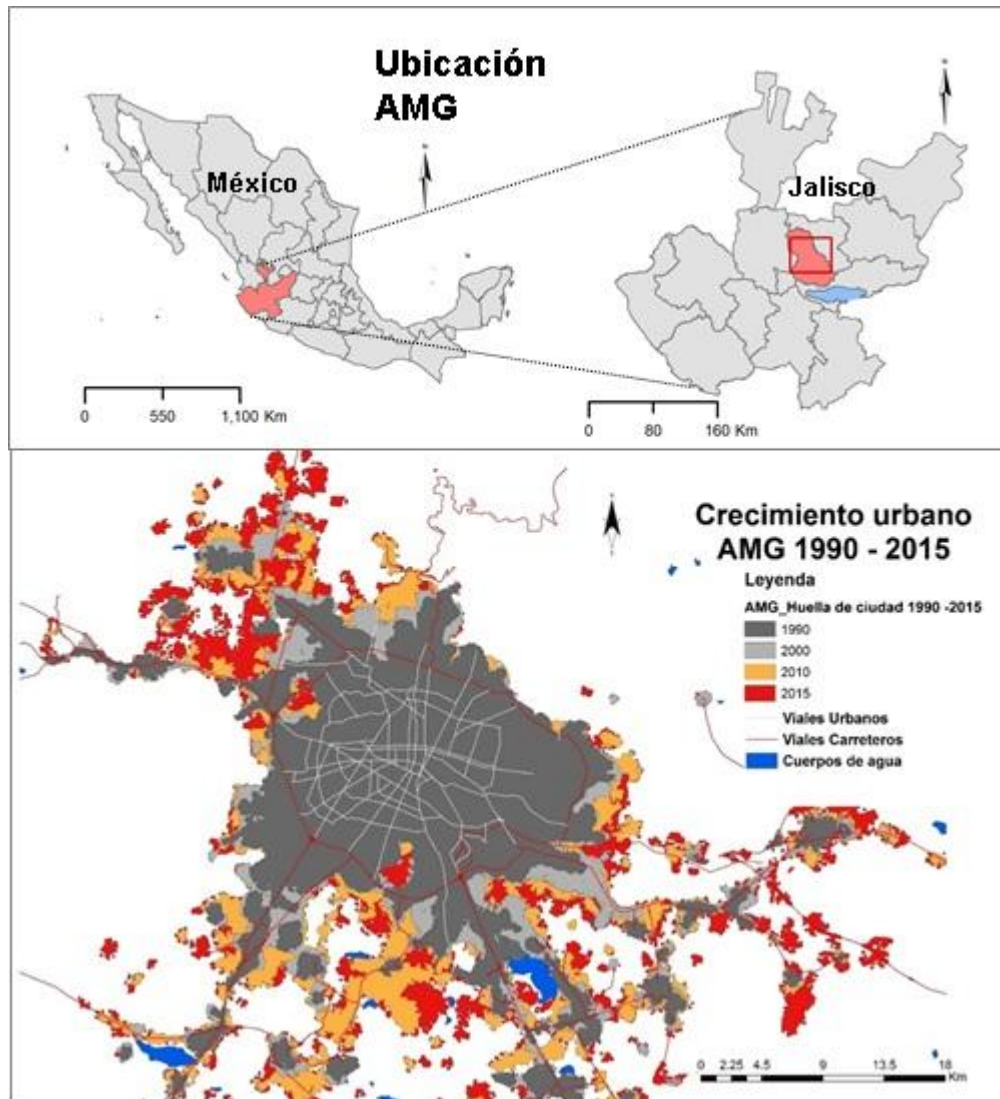 Ubicación
AMG
México
Jalisco
0 550 1,100 Km
0 80 160 Km
Crecimiento urbano
AMG 1990 - 2015
Leyenda
AMG_Huella de ciudad 1990 -2015
1990
2000
2010
2015
Viales Urbanos
Viales Carreteros
Cuerpos de agua
0 2.25 4.5 9 13.5 18
Km